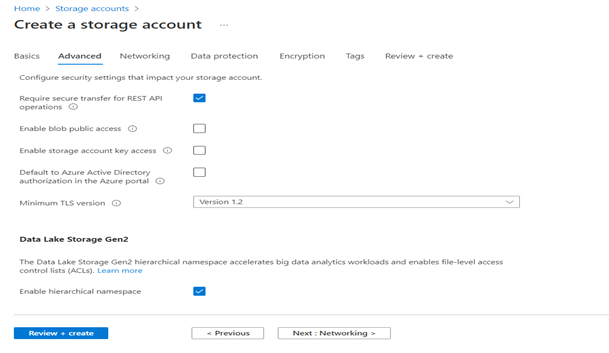 Home > Storage accounts >
Create a storage account ...
Basics Advanced Networking Data protection Encryption Tags Review + create
Configure security settings that impact your storage account.
Require secure transfer for REST API
operations
Enable blob public access
Enable storage account key access
Default to Azure Active Directory
authorization in the Azure portal
Minimum TLS version Version 1.2
Data Lake Storage Gen2
The Data Lake Storage Gen2 hierarchical namespace accelerates big data analytics workloads and enables file-level access
control lists (ACLs). Learn more
Enable hierarchical namespace
Review + create < Previous Next : Networking >